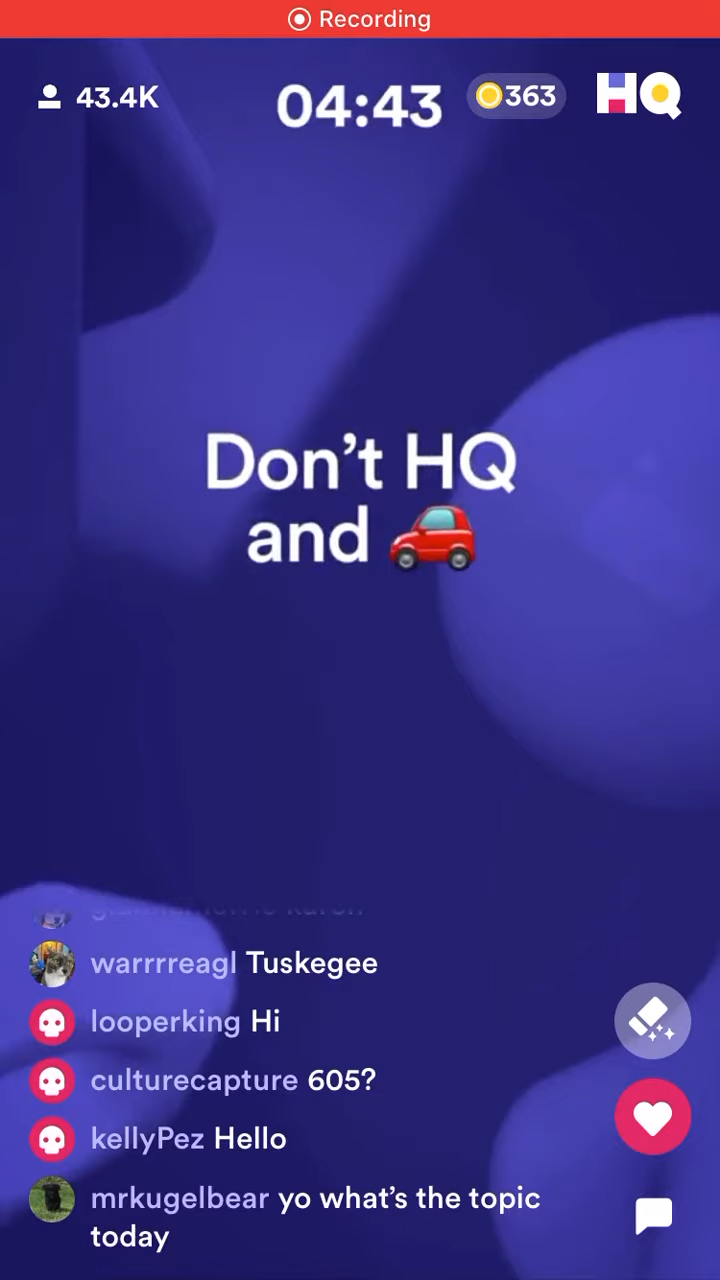 Recording
43.4K
04:43
363
HQ
Don’t HQ
and
warrrreagl Tuskegee
looperking Hi
culturecapture 605?
kellyPez Hello
mrkugelbear yo what’s the topic
today